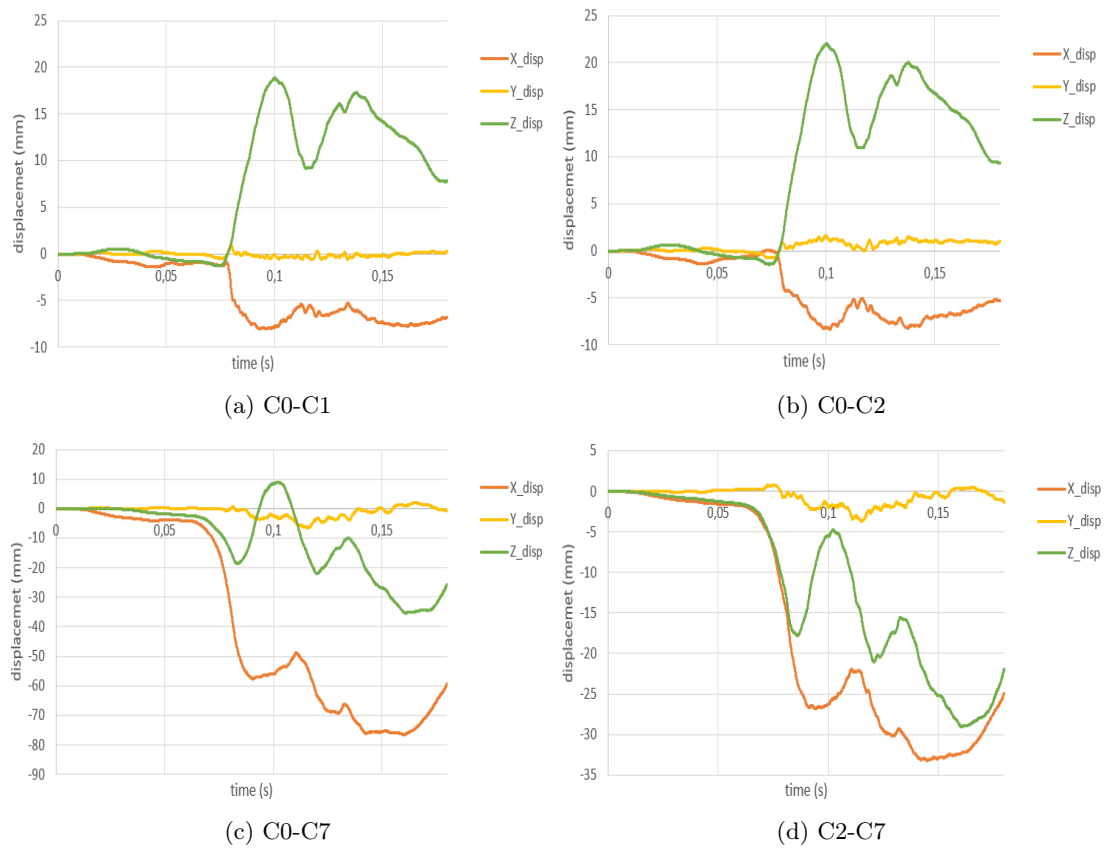 25
20
15
10
5
0
-5
-10
displacemet (mm)
0
0,05
0,1
0,15
time (s)
X_disp
Y_disp
Z_disp
(a) C0-C1
25
20
15
10
5
0
-5
-10
displacemet (mm)
0
0,05
0,1
0,15
time (s)
X_disp
Y_disp
Z_disp
(b) C0-C2
20
10
0
-10
-20
-30
-40
-50
-60
-70
-80
-90
displacemet (mm)
0
0,05
0,1
0,15
time (s)
X_disp
Y_disp
Z_disp
(c) C0-C7
5
0
-5
-10
-15
-20
-25
-30
-35
displacemet (mm)
0
0,05
0,1
0,15
time (s)
X_disp
Y_disp
Z_disp
(d) C2-C7